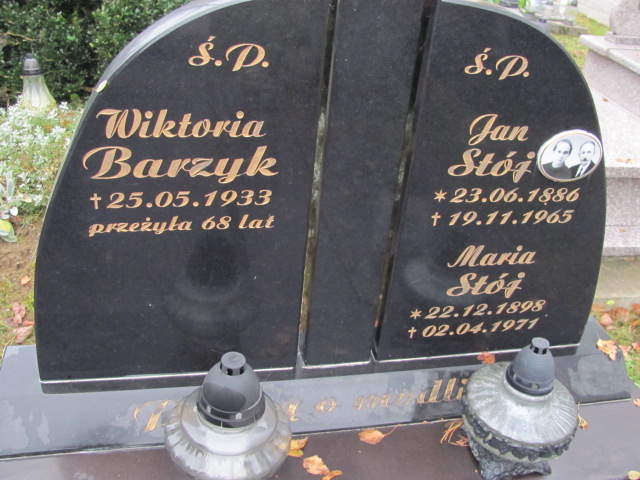 Ś.P.
Wiktoria
Barzyk
†25.05.1933
przeżyła 68 lat
Ś.P.
Jan
Stój
*23.06.1886
†19.11.1965
Maria
Stój
*22.12.1898
†02.04.1971
o